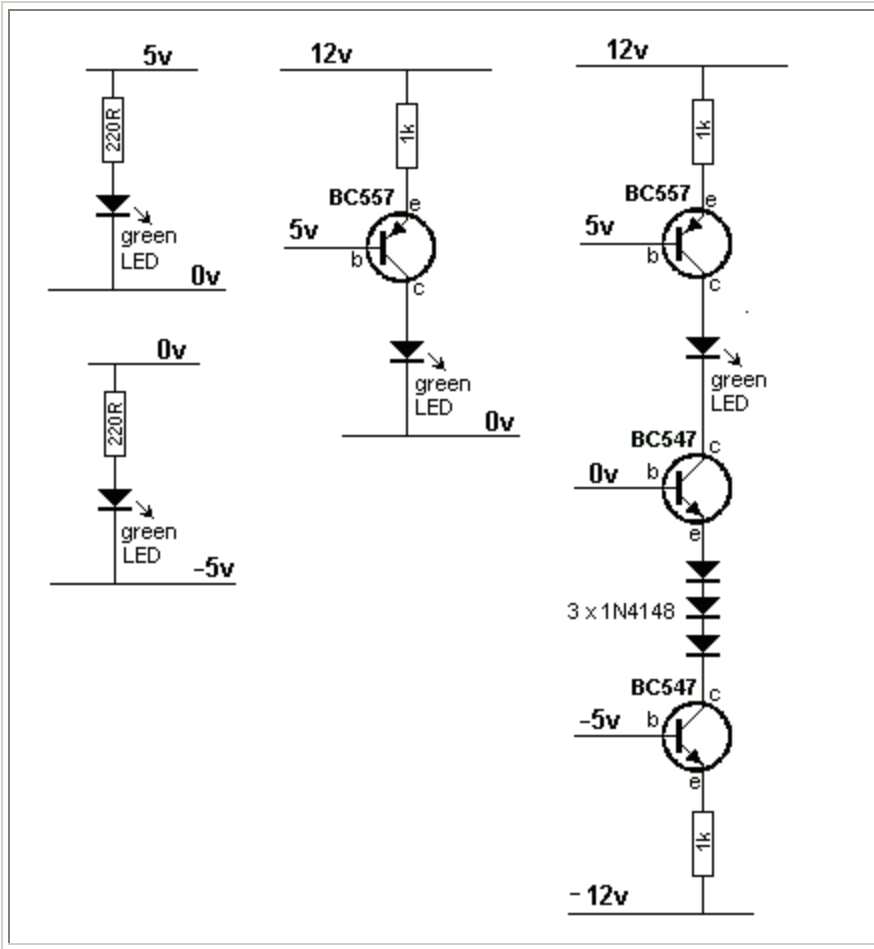 5v
220R
green
LED
0v
0v
220R
green
LED
-5v
12v
1k
BC557
e
5v
b
c
green
LED
0v
12v
1k
BC557
e
5v
b
c
green
LED
BC547
c
0v
b
e
3 x 1N4148
BC547
c
-5v
b
e
1k
- 12v